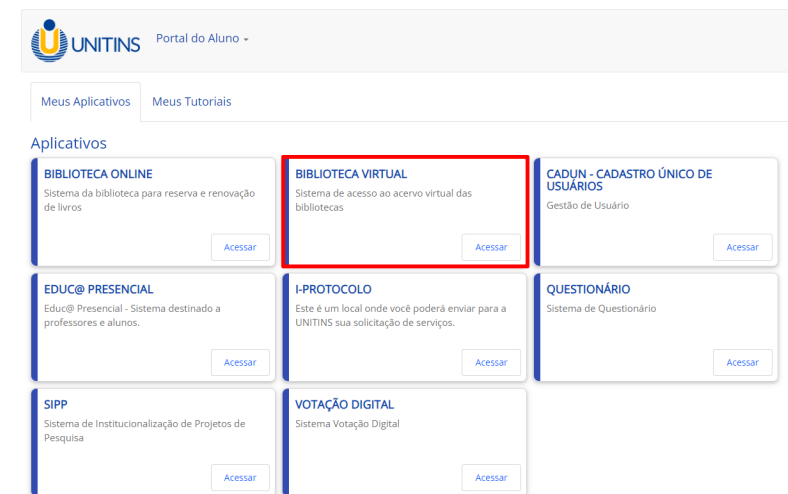 UNITINS
Portal do Aluno
Meus Aplicativos
Meus Tutoriais
Aplicativos
BIBLIOTECA ONLINE
Sistema da biblioteca para reserva e renovação
de livros
Acessar
BIBLIOTECA VIRTUAL
Sistema de acesso ao acervo virtual das
bibliotecas
Acessar
CADUN - CADASTRO ÚNICO DE
USUÁRIOS
Gestão de Usuário
Acessar
EDUC@ PRESENCIAL
Educ@ Presencial - Sistema destinado a
professores e alunos.
Acessar
I-PROTOCOLO
Este é um local onde você poderá enviar para a
UNITINS sua solicitação de serviços.
Acessar
QUESTIONÁRIO
Sistema de Questionário
Acessar
SIPP
Sistema de Institucionalização de Projetos de
Pesquisa
Acessar
VOTAÇÃO DIGITAL
Sistema Votação Digital
Acessar